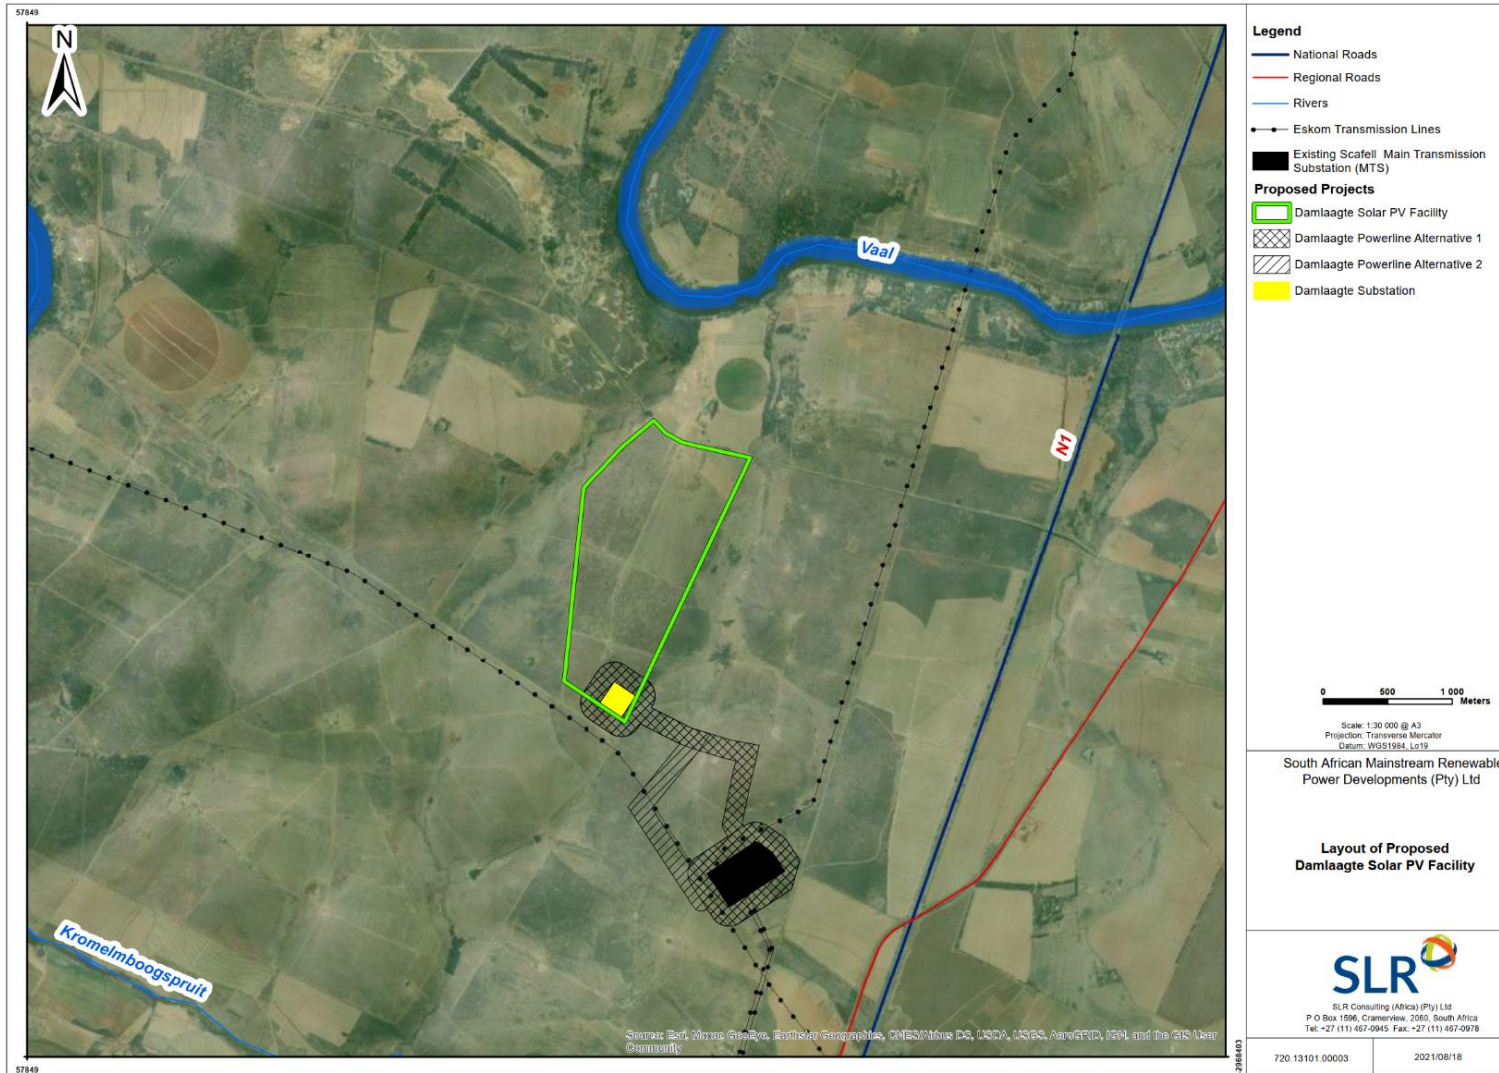 57849
N
Vaal
N1
Kromelmboogspruit
Source: Esri, Maxar, GeoEye, Earthstar Geographics, CNES/Airbus DS, USDA, USGS, AeroGRID, IGN, and the GIS User
Community
57849
-2968403
Legend
National Roads
Regional Roads
Rivers
Eskom Transmission Lines
Existing Scafell Main Transmission
Substation (MTS)
Proposed Projects
Damlaagte Solar PV Facility
Damlaagte Powerline Alternative 1
Damlaagte Powerline Alternative 2
Damlaagte Substation
0 500 1 000
Meters
Scale: 1:30 000 @ A3
Projection: Transverse Mercator
Datum: WGS1984, Lo19
South African Mainstream Renewable
Power Developments (Pty) Ltd
Layout of Proposed
Damlaagte Solar PV Facility
SLR
SLR Consulting (Africa) (Pty) Ltd
P O Box 1596, Cramerview, 2060, South Africa
Tel: +27 (11) 467-0945 Fax: +27 (11) 467-0978
720.13101.00003
2021/08/18